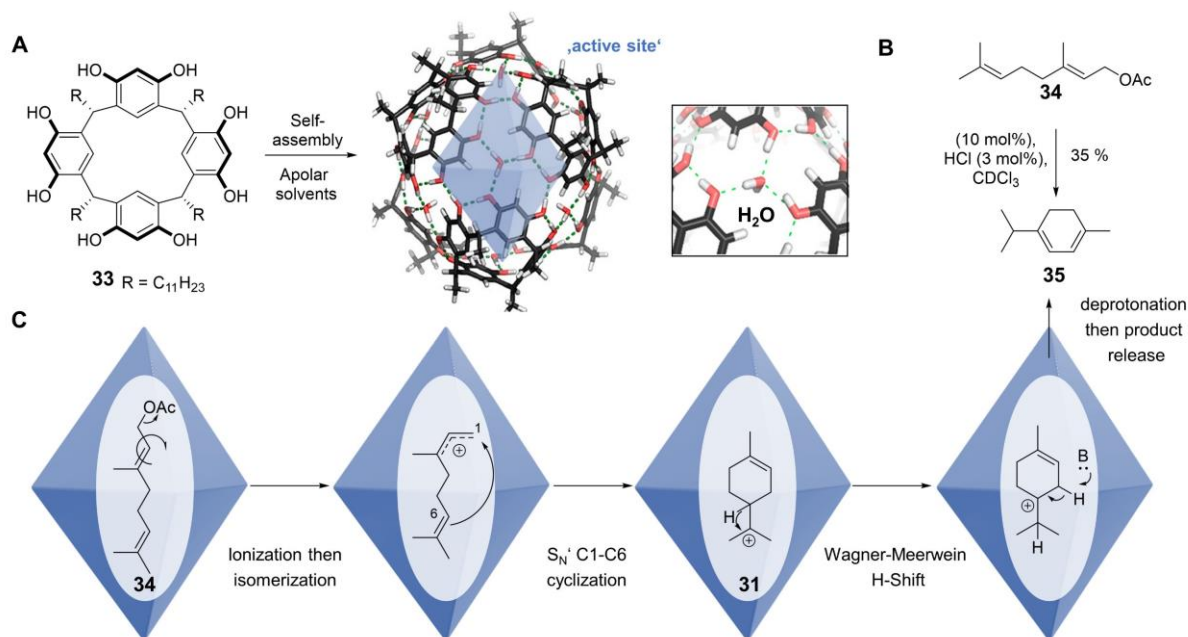 A
HO
OH
HO
R
R
OH
HO
R
R
OH
HO
OH
33 R = C₁₁H₂₃
Self-
assembly
Apolar
solvents
‚active site‘
H₂O
B
OAc
34
(10 mol%),
HCl (3 mol%),
CDCl₃
35 %
35
deprotonation
then product
release
C
OAc
34
Ionization then
isomerization
1
⊕
6
Sₙ‘ C1-C6
cyclization
H
⊕
31
Wagner-Meerwein
H-Shift
B
··
H
⊕
H